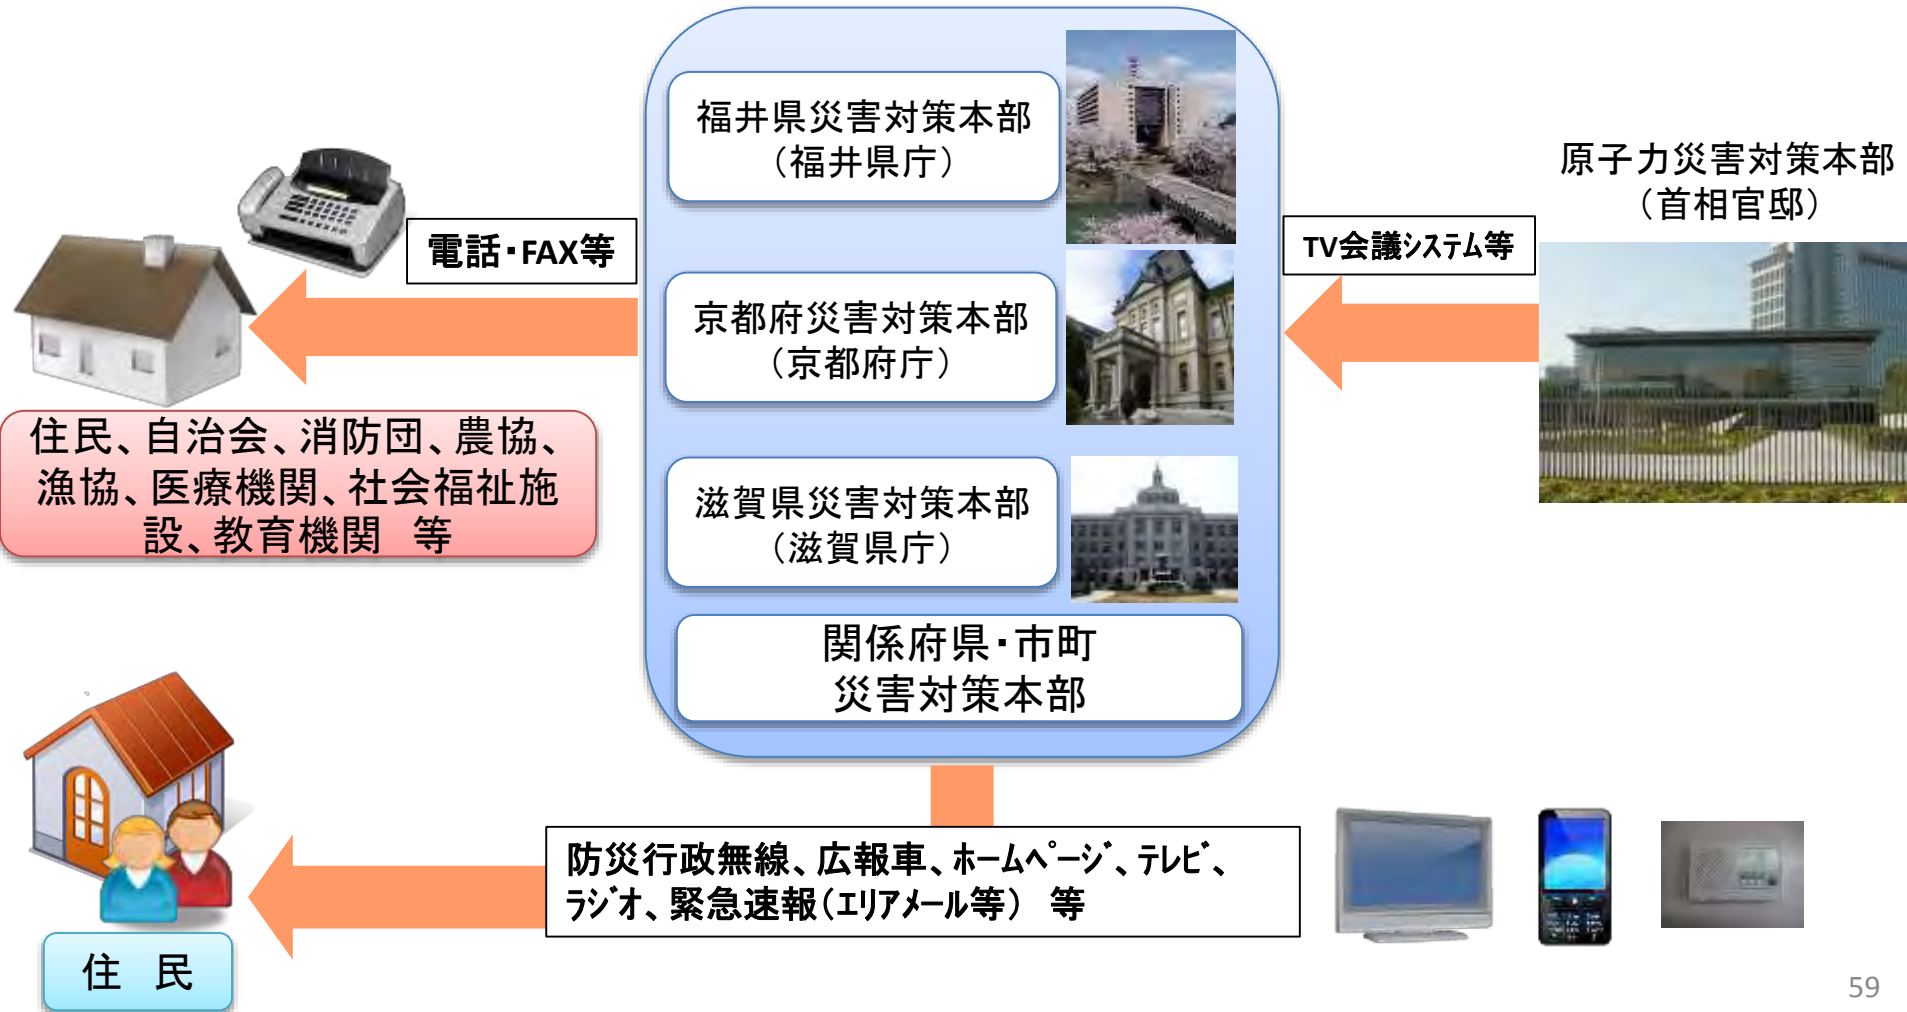 福井県災害対策本部
（福井県庁）
原子力災害対策本部
（首相官邸）
電話・FAX等
TV会議ｼｽﾃﾑ等
京都府災害対策本部
（京都府庁）
住民、自治会、消防団、農協、
漁協、医療機関、社会福祉施
設、教育機関　等
滋賀県災害対策本部
（滋賀県庁）
関係府県・市町
災害対策本部
防災行政無線、広報車、ﾎｰﾑﾍﾟｰｼﾞ、ﾃﾚﾋﾞ、
ﾗｼﾞｵ、緊急速報（ｴﾘｱﾒｰﾙ等）　等
住　民
59